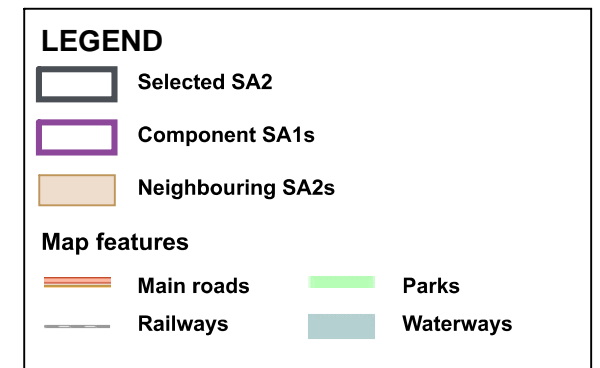 LEGEND
Selected SA2
Component SA1s
Neighbouring SA2s
Map features
Main roads
Parks
Railways
Waterways